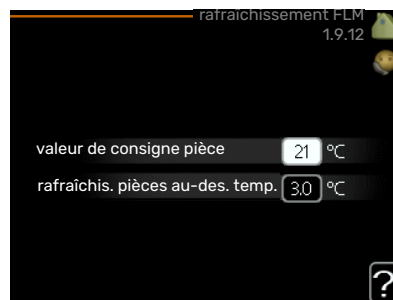 rafraîchissement FLM
1.9.12
valeur de consigne pièce 21 °C
rafraîchis. pièces au-des. temp. 3.0 °C
?